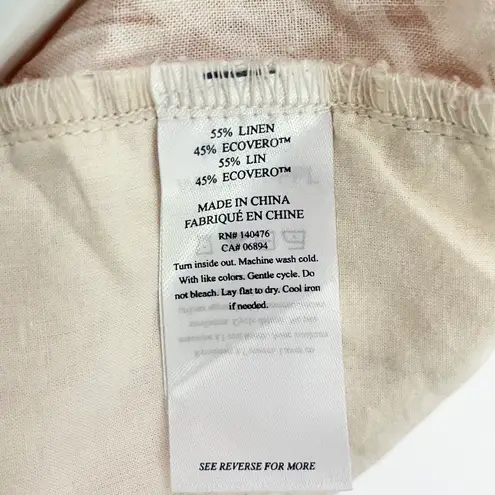 55% LINEN
45% ECOVERO™
55% LIN
45% ECOVERO™
MADE IN CHINA
FABRIQUÉ EN CHINE
RN# 140476
CA# 06894
Turn inside out. Machine wash cold.
With like colors. Gentle cycle. Do
not bleach. Lay flat to dry. Cool iron
if needed.
SEE REVERSE FOR MORE